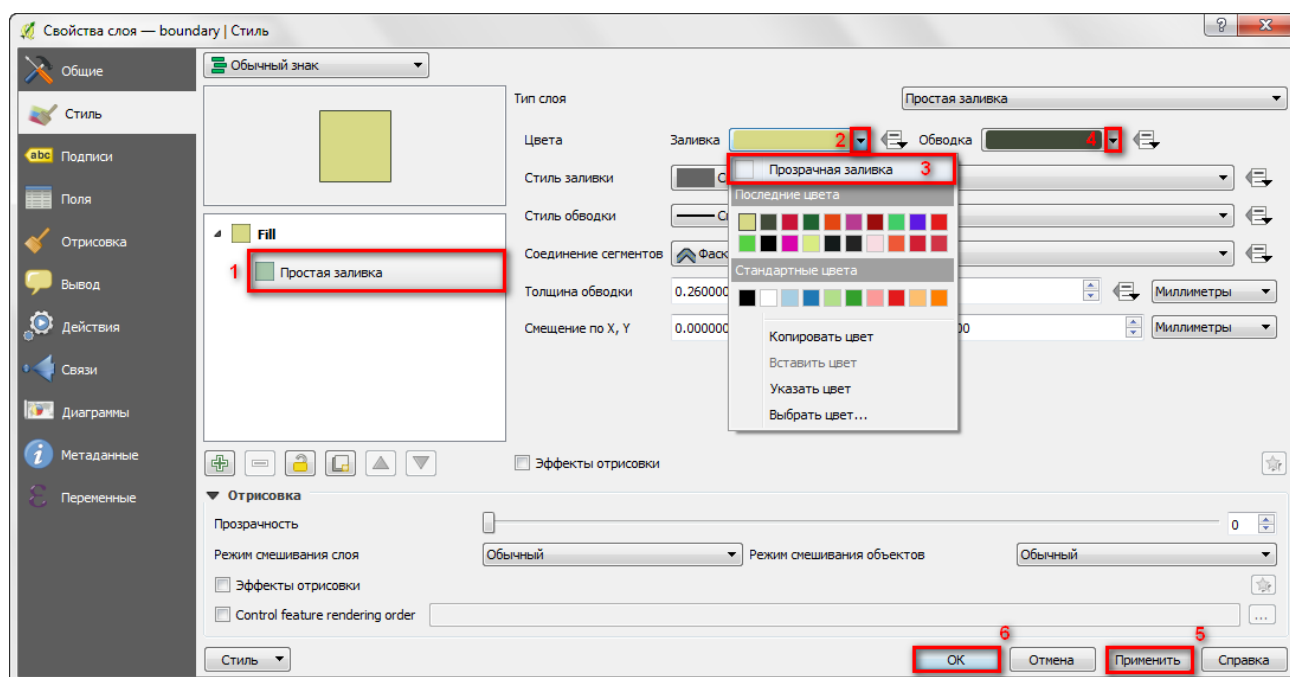 Свойства слоя — boundary | Стиль
Общие
Стиль
abc Подписи
Поля
Отрисовка
Вывод
Действия
Связи
Диаграммы
Метаданные
Переменные
Обычный знак
Fill
1 Простая заливка
Тип слоя Простая заливка
Цвета Заливка 2 Обводка 4
Стиль заливки
Стиль обводки
Соединение сегментов Фаск
Толщина обводки 0.260000 Миллиметры
Смещение по X, Y 0.000000 00 Миллиметры
Прозрачная заливка 3
Последние цвета
Стандартные цвета
Копировать цвет
Вставить цвет
Указать цвет
Выбрать цвет...
Эффекты отрисовки
Отрисовка
Прозрачность 0
Режим смешивания слоя Обычный Режим смешивания объектов Обычный
Эффекты отрисовки
Control feature rendering order ...
6 5
Стиль OK Отмена Применить Справка